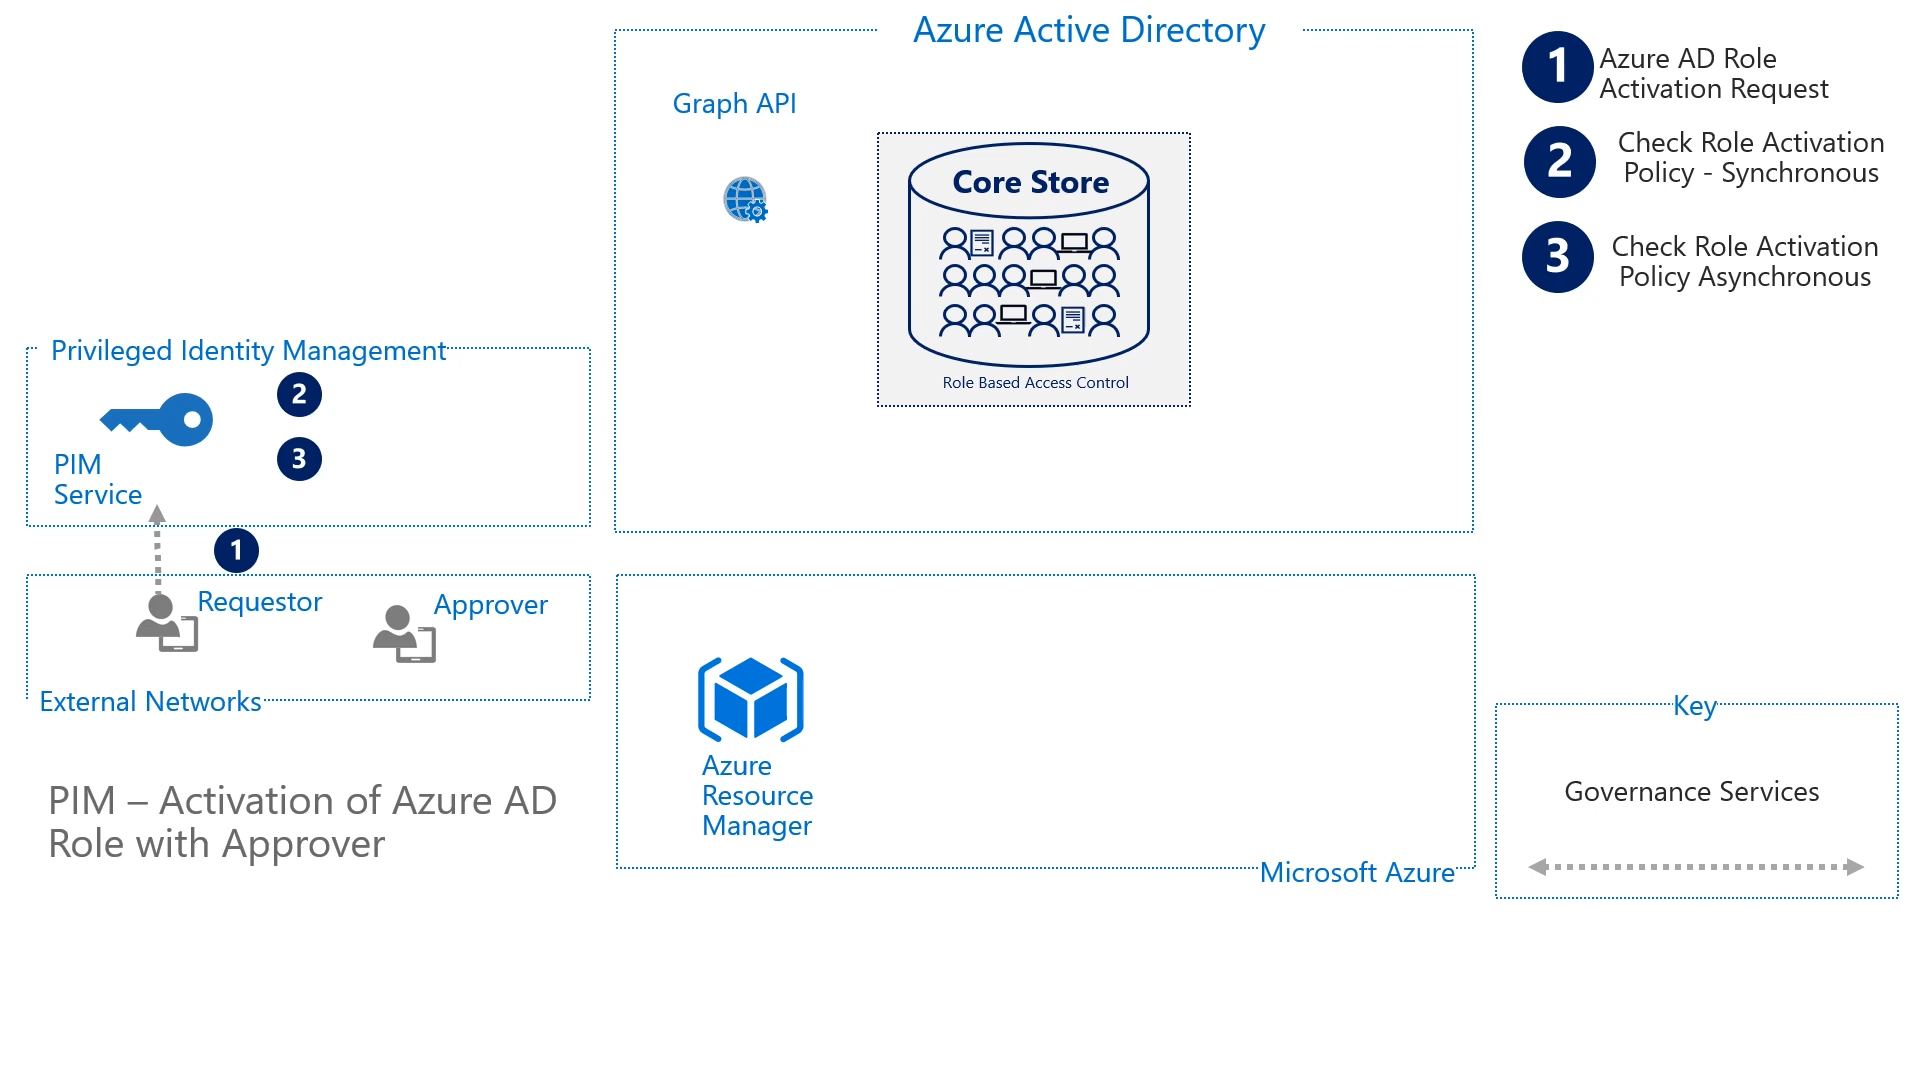 Azure Active Directory
Graph API
Core Store
Role Based Access Control
1
Azure AD Role
Activation Request
2
Check Role Activation
Policy - Synchronous
3
Check Role Activation
Policy Asynchronous
Privileged Identity Management
2
3
PIM
Service
1
Requestor
Approver
External Networks
PIM – Activation of Azure AD
Role with Approver
Azure
Resource
Manager
Microsoft Azure
Key
Governance Services